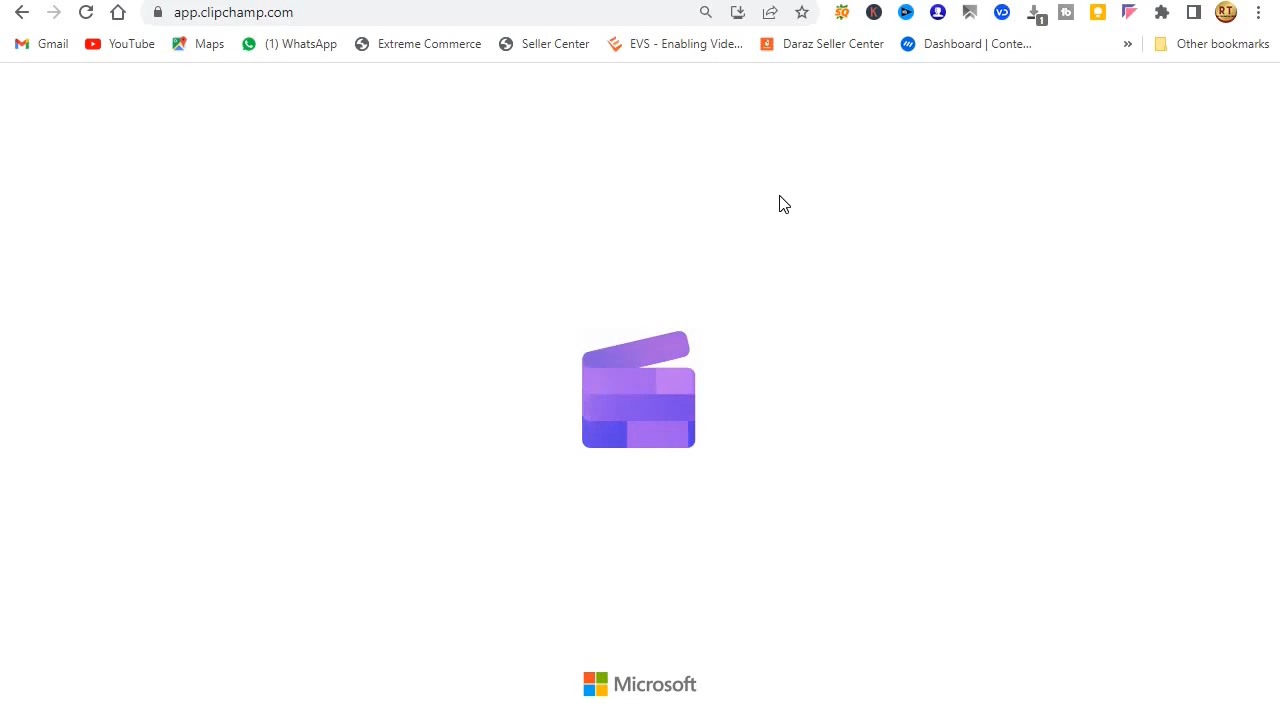 app.clipchamp.com
1
Gmail YouTube Maps (1) WhatsApp Extreme Commerce Seller Center EVS - Enabling Vide... Daraz Seller Center Dashboard | Conte... » Other bookmarks
Microsoft